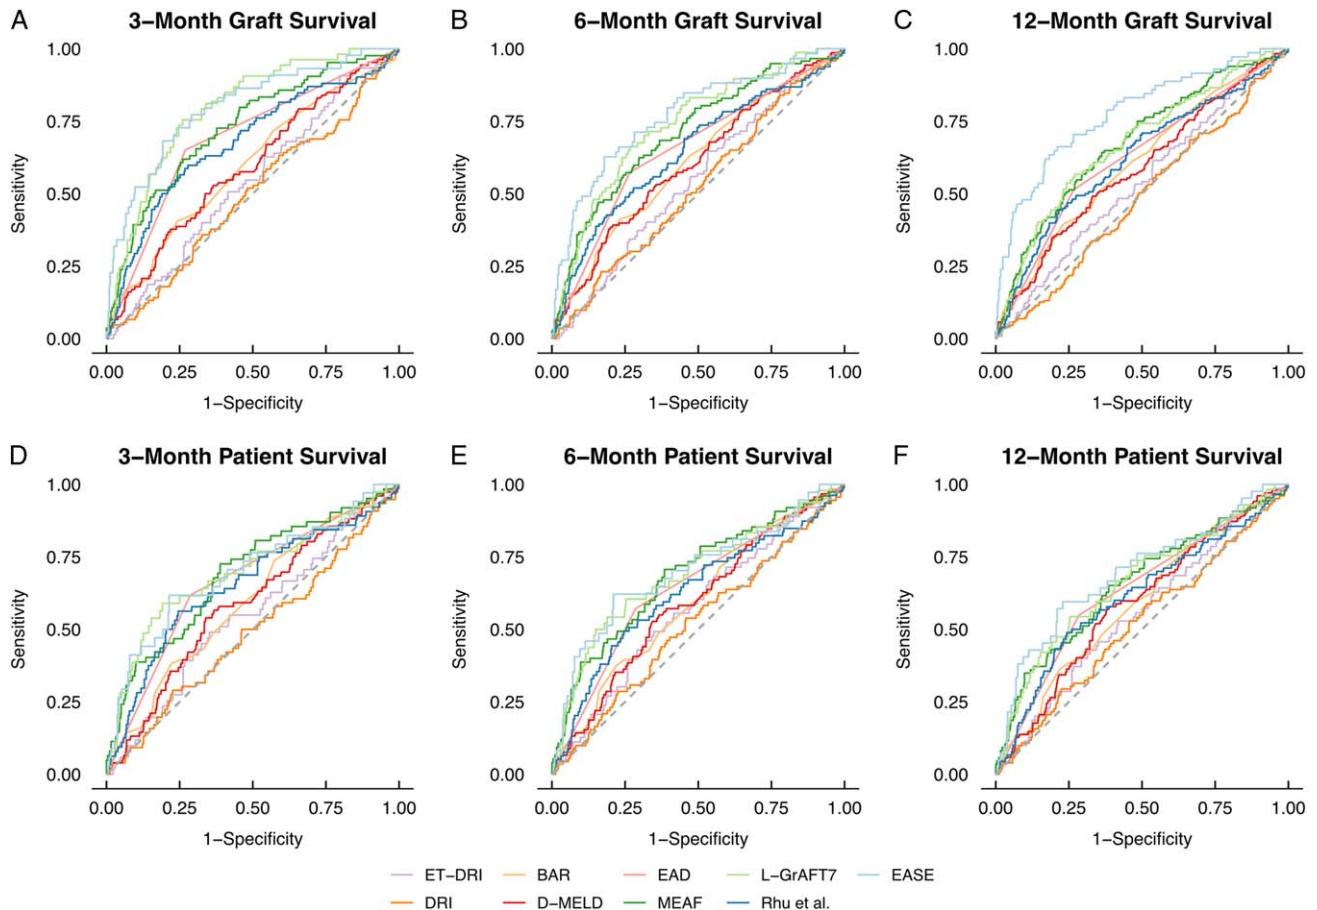 A 3–Month Graft Survival
B 6–Month Graft Survival
C 12–Month Graft Survival
1.00
0.75
0.50
0.25
0.00
Sensitivity
0.00 0.25 0.50 0.75 1.00
1–Specificity
1.00
0.75
0.50
0.25
0.00
Sensitivity
0.00 0.25 0.50 0.75 1.00
1–Specificity
1.00
0.75
0.50
0.25
0.00
Sensitivity
0.00 0.25 0.50 0.75 1.00
1–Specificity
D 3–Month Patient Survival
E 6–Month Patient Survival
F 12–Month Patient Survival
1.00
0.75
0.50
0.25
0.00
Sensitivity
0.00 0.25 0.50 0.75 1.00
1–Specificity
1.00
0.75
0.50
0.25
0.00
Sensitivity
0.00 0.25 0.50 0.75 1.00
1–Specificity
1.00
0.75
0.50
0.25
0.00
Sensitivity
0.00 0.25 0.50 0.75 1.00
1–Specificity
ET–DRI BAR EAD L–GrAFT7 EASE
DRI D–MELD MEAF Rhu et al.